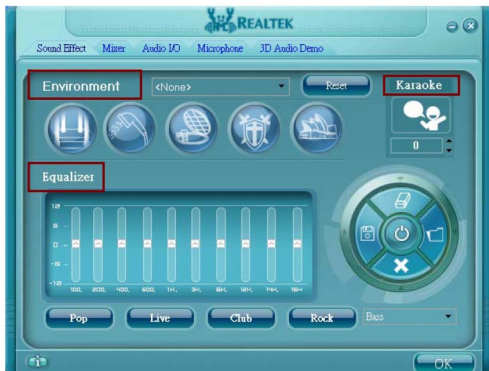 REALTEK
Sound Effect Mixer Audio I/O Microphone 3D Audio Demo
Environment <None> Reset Karaoke
0
Equalizer
12
6
0
-6
-12
100, 200, 400, 600, 1K, 3K, 6K, 12K, 14K, 16K
Pop Live Club Rock Bass
OK